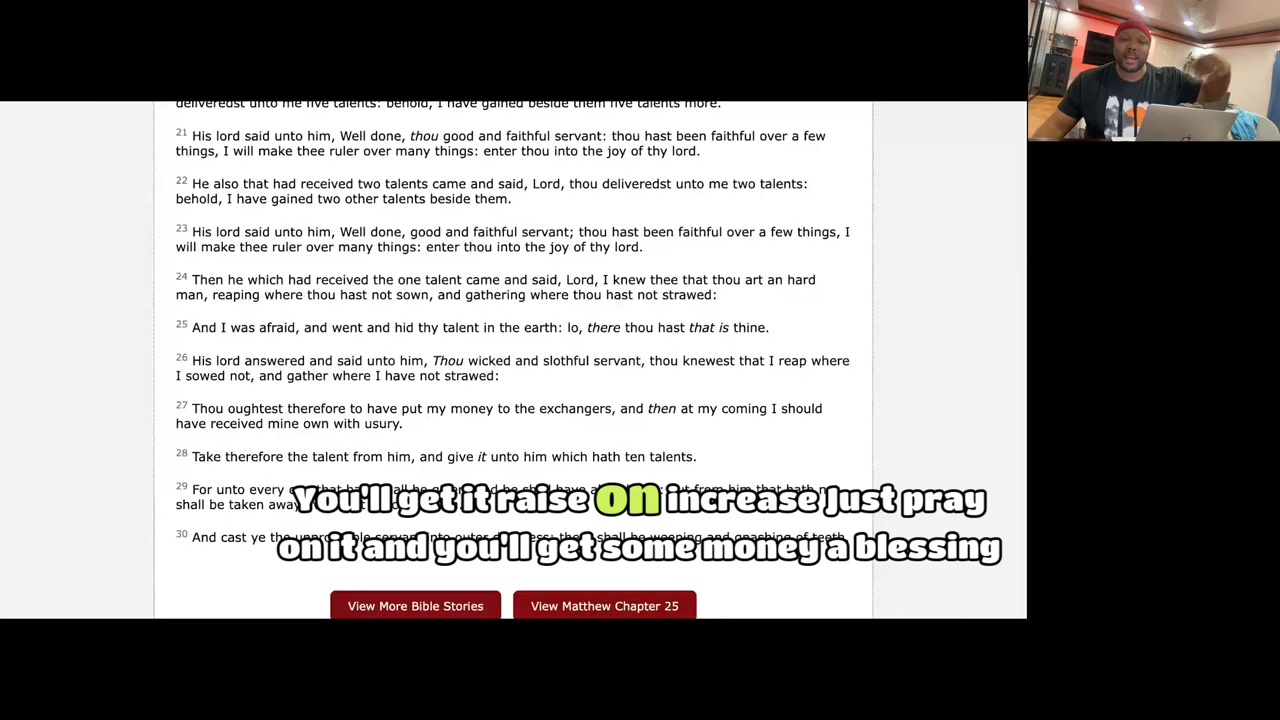 deliveredst unto me five talents: behold, I have gained beside them five talents more.
21 His lord said unto him, Well done, thou good and faithful servant: thou hast been faithful over a few
things, I will make thee ruler over many things: enter thou into the joy of thy lord.
22 He also that had received two talents came and said, Lord, thou deliveredst unto me two talents:
behold, I have gained two other talents beside them.
23 His lord said unto him, Well done, good and faithful servant; thou hast been faithful over a few things, I
will make thee ruler over many things: enter thou into the joy of thy lord.
24 Then he which had received the one talent came and said, Lord, I knew thee that thou art an hard
man, reaping where thou hast not sown, and gathering where thou hast not strawed:
25 And I was afraid, and went and hid thy talent in the earth: lo, there thou hast that is thine.
26 His lord answered and said unto him, Thou wicked and slothful servant, thou knewest that I reap where
I sowed not, and gather where I have not strawed:
27 Thou oughtest therefore to have put my money to the exchangers, and then at my coming I should
have received mine own with usury.
28 Take therefore the talent from him, and give it unto him which hath ten talents.
29 For unto every
shall be taken away
You'll get it raise on increase Just pray
30 And cast ye the
on it and you'll get some money a blessing
View More Bible Stories
View Matthew Chapter 25